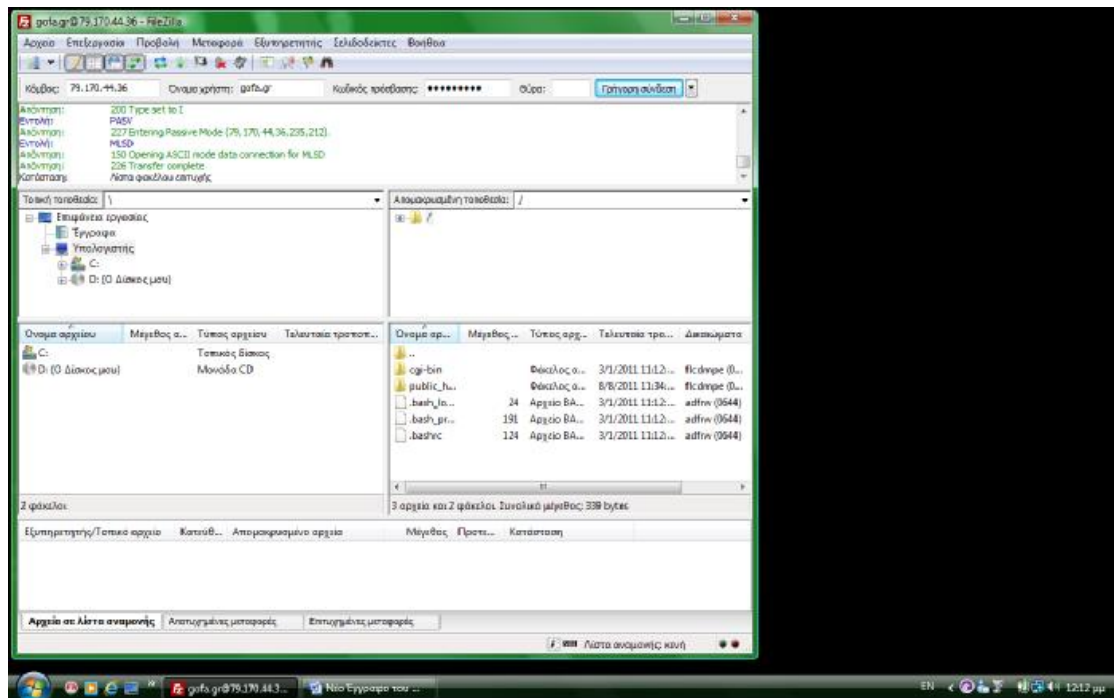 gofa.gr@79.170.44.36 - FileZilla
Αρχείο Επεξεργασία Προβολή Μεταφορά Εξυπηρετητής Σελιδοδείκτες Βοήθεια
Κόμβος: 79.170.44.36 Όνομα χρήστη: gofa.gr Κωδικός πρόσβασης: ●●●●●●●●● Θύρα: Γρήγορη σύνδεση
Απάντηση: 200 Type set to I
Εντολή: PASV
Απάντηση: 227 Entering Passive Mode (79,170,44,36,235,212).
Εντολή: MLSD
Απάντηση: 150 Opening ASCII mode data connection for MLSD
Απάντηση: 226 Transfer complete
Κατάσταση: Λίστα φακέλου επιτυχής
Τοπική τοποθεσία: \
Απομακρυσμένη τοποθεσία: /
Επιφάνεια εργασίας
Έγγραφα
Υπολογιστής
C:
D: (Ο Δίσκος μου)
/
Όνομα αρχείου Μέγεθος α... Τύπος αρχείου Τελευταία τροποπ...
C: Τοπικός δίσκος
D: (Ο Δίσκος μου) Μονάδα CD
2 φάκελοι
Όνομα αρ... Μέγεθος ... Τύπος αρχ... Τελευταία τρο... Δικαιώματα
..
cgi-bin Φάκελος α... 3/1/2011 11:12:... flcdmpe (0...
public_h... Φάκελος α... 8/8/2011 11:34:... flcdmpe (0...
.bash_lo... 24 Αρχείο BA... 3/1/2011 11:12:... adfrw (0644)
.bash_pr... 191 Αρχείο BA... 3/1/2011 11:12:... adfrw (0644)
.bashrc 124 Αρχείο BA... 3/1/2011 11:12:... adfrw (0644)
3 αρχεία και 2 φάκελοι. Συνολικό μέγεθος: 339 bytes
Εξυπηρετητής/Τοπικό αρχείο Κατεύθ... Απομακρυσμένο αρχείο Μέγεθος Προτε... Κατάσταση
Αρχεία σε λίστα αναμονής Αποτυχημένες μεταφορές Επιτυχημένες μεταφορές
Λίστα αναμονής: κενή
gofa.gr@79.170.44.3... Νέο Έγγραφο του ... EN 12:12 μμ